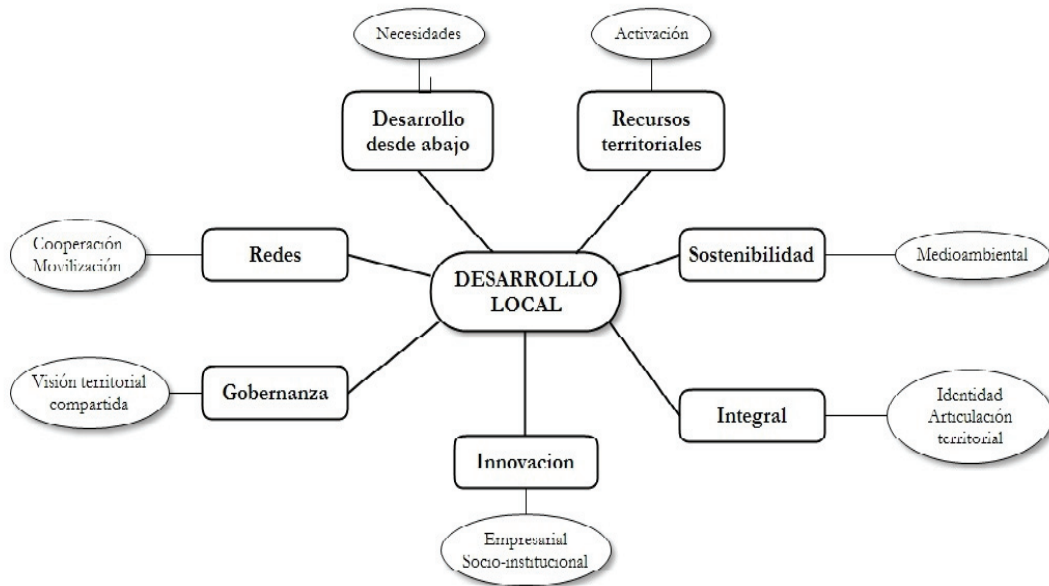 Necesidades
Activación
Desarrollo
desde abajo
Recursos
territoriales
Cooperación
Movilización
Redes
Sostenibilidad
Medioambiental
DESARROLLO
LOCAL
Visión territorial
compartida
Gobernanza
Integral
Identidad
Articulación
territorial
Innovacion
Empresarial
Socio-institucional